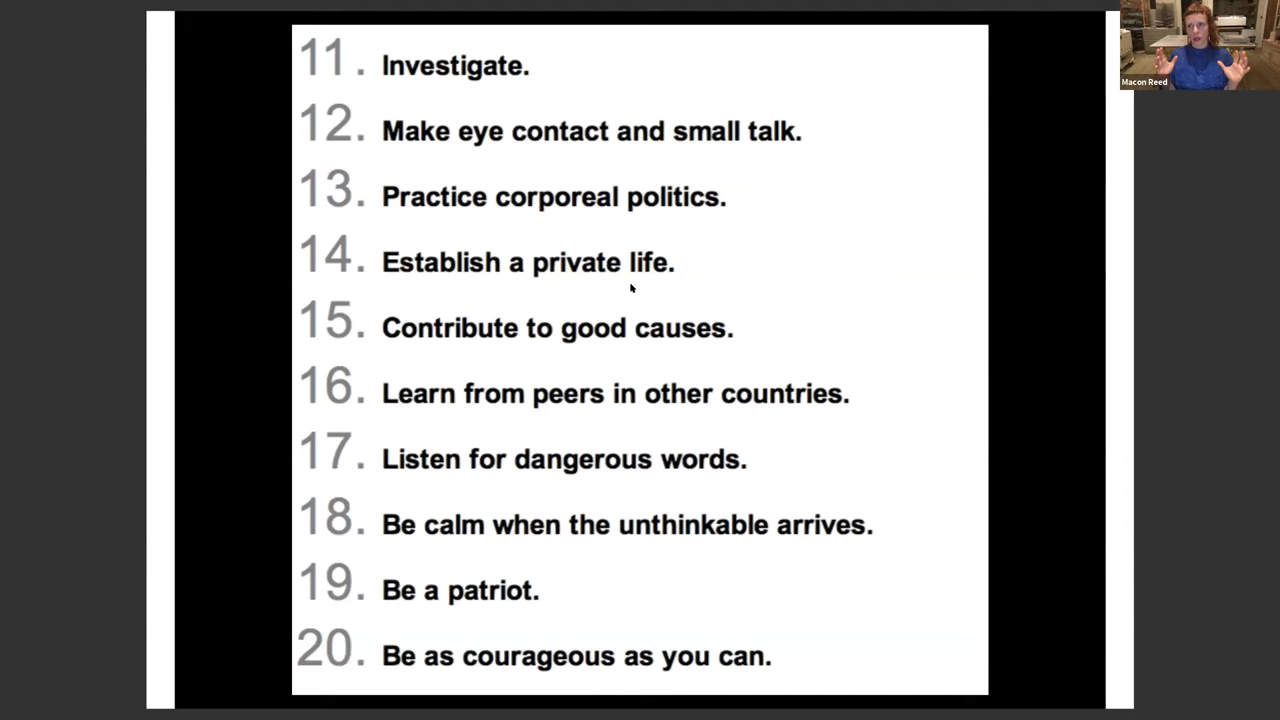 Macon Reed
11. Investigate.
12. Make eye contact and small talk.
13. Practice corporeal politics.
14. Establish a private life.
15. Contribute to good causes.
16. Learn from peers in other countries.
17. Listen for dangerous words.
18. Be calm when the unthinkable arrives.
19. Be a patriot.
20. Be as courageous as you can.